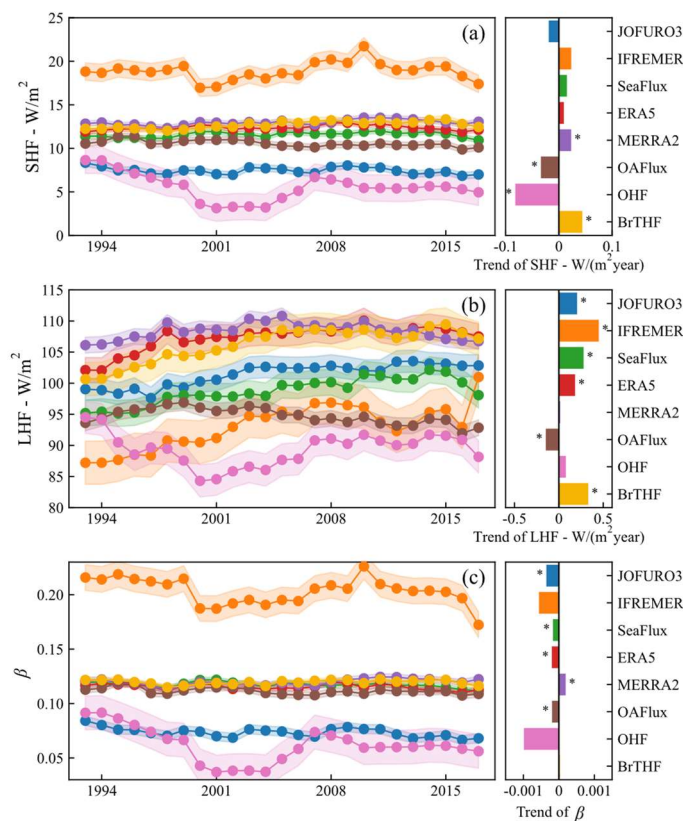 (a)
SHF - W/m²
25
20
15
10
5
0
1994 2001 2008 2015
JOFURO3
IFREMER
SeaFlux
ERA5
MERRA2 *
* OAFlux
* OHF
BrTHF *
-0.1 0 0.1
Trend of SHF - W/(m²year)
(b)
LHF - W/m²
115
110
105
100
95
90
85
80
1994 2001 2008 2015
JOFURO3 *
IFREMER *
SeaFlux *
ERA5 *
MERRA2
* OAFlux
OHF
BrTHF *
-0.5 0 0.5
Trend of LHF - W/(m²year)
(c)
β
0.20
0.15
0.10
0.05
1994 2001 2008 2015
* JOFURO3
IFREMER
* SeaFlux
* ERA5
MERRA2 *
* OAFlux
OHF
BrTHF
-0.001 0 0.001
Trend of β